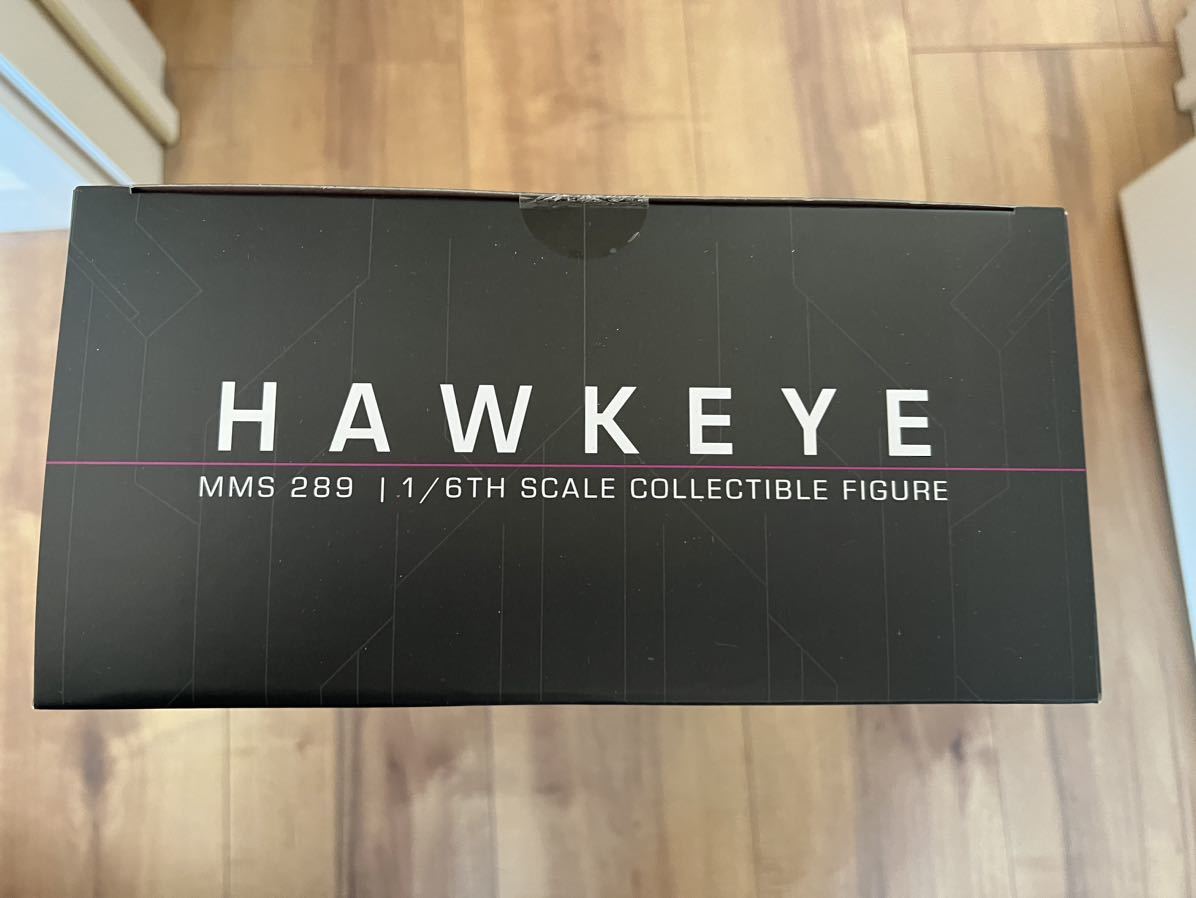 HAWKEYE
MMS 289 | 1/6TH SCALE COLLECTIBLE FIGURE